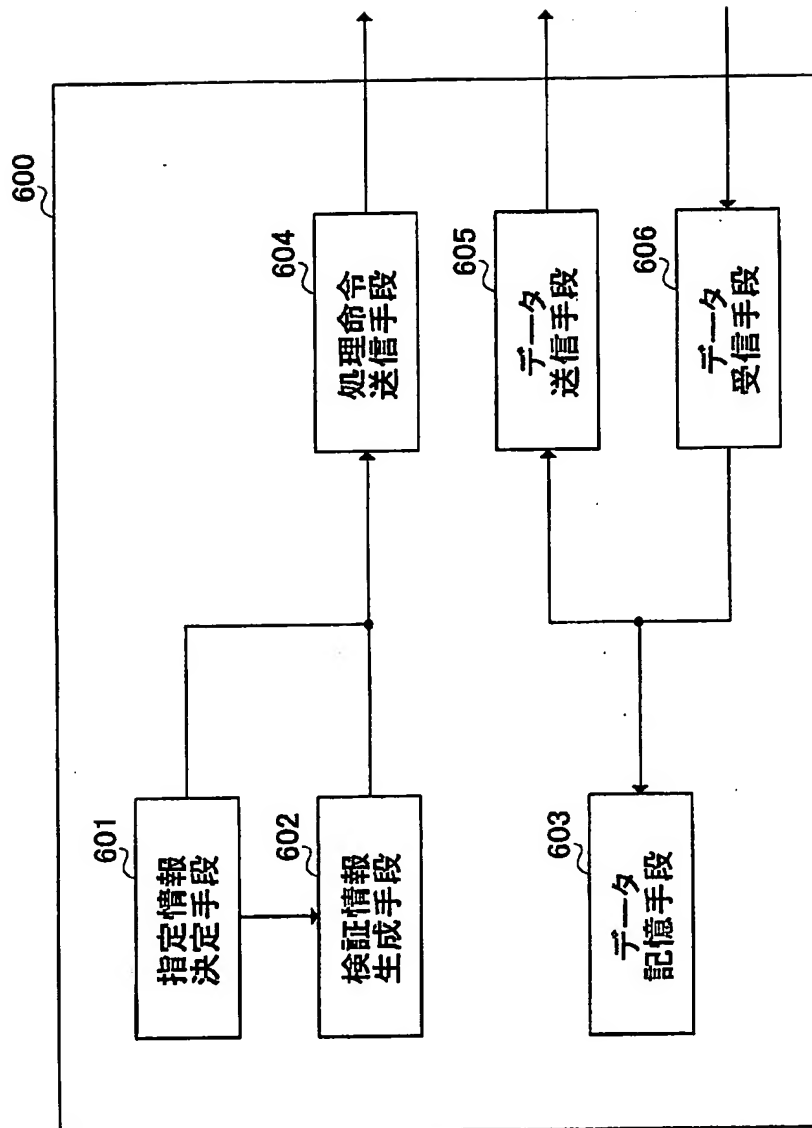 600
601
指定情報
決定手段
602
検証情報
生成手段
603
データ
記憶手段
604
処理命令
送信手段
605
データ
送信手段
606
データ
受信手段